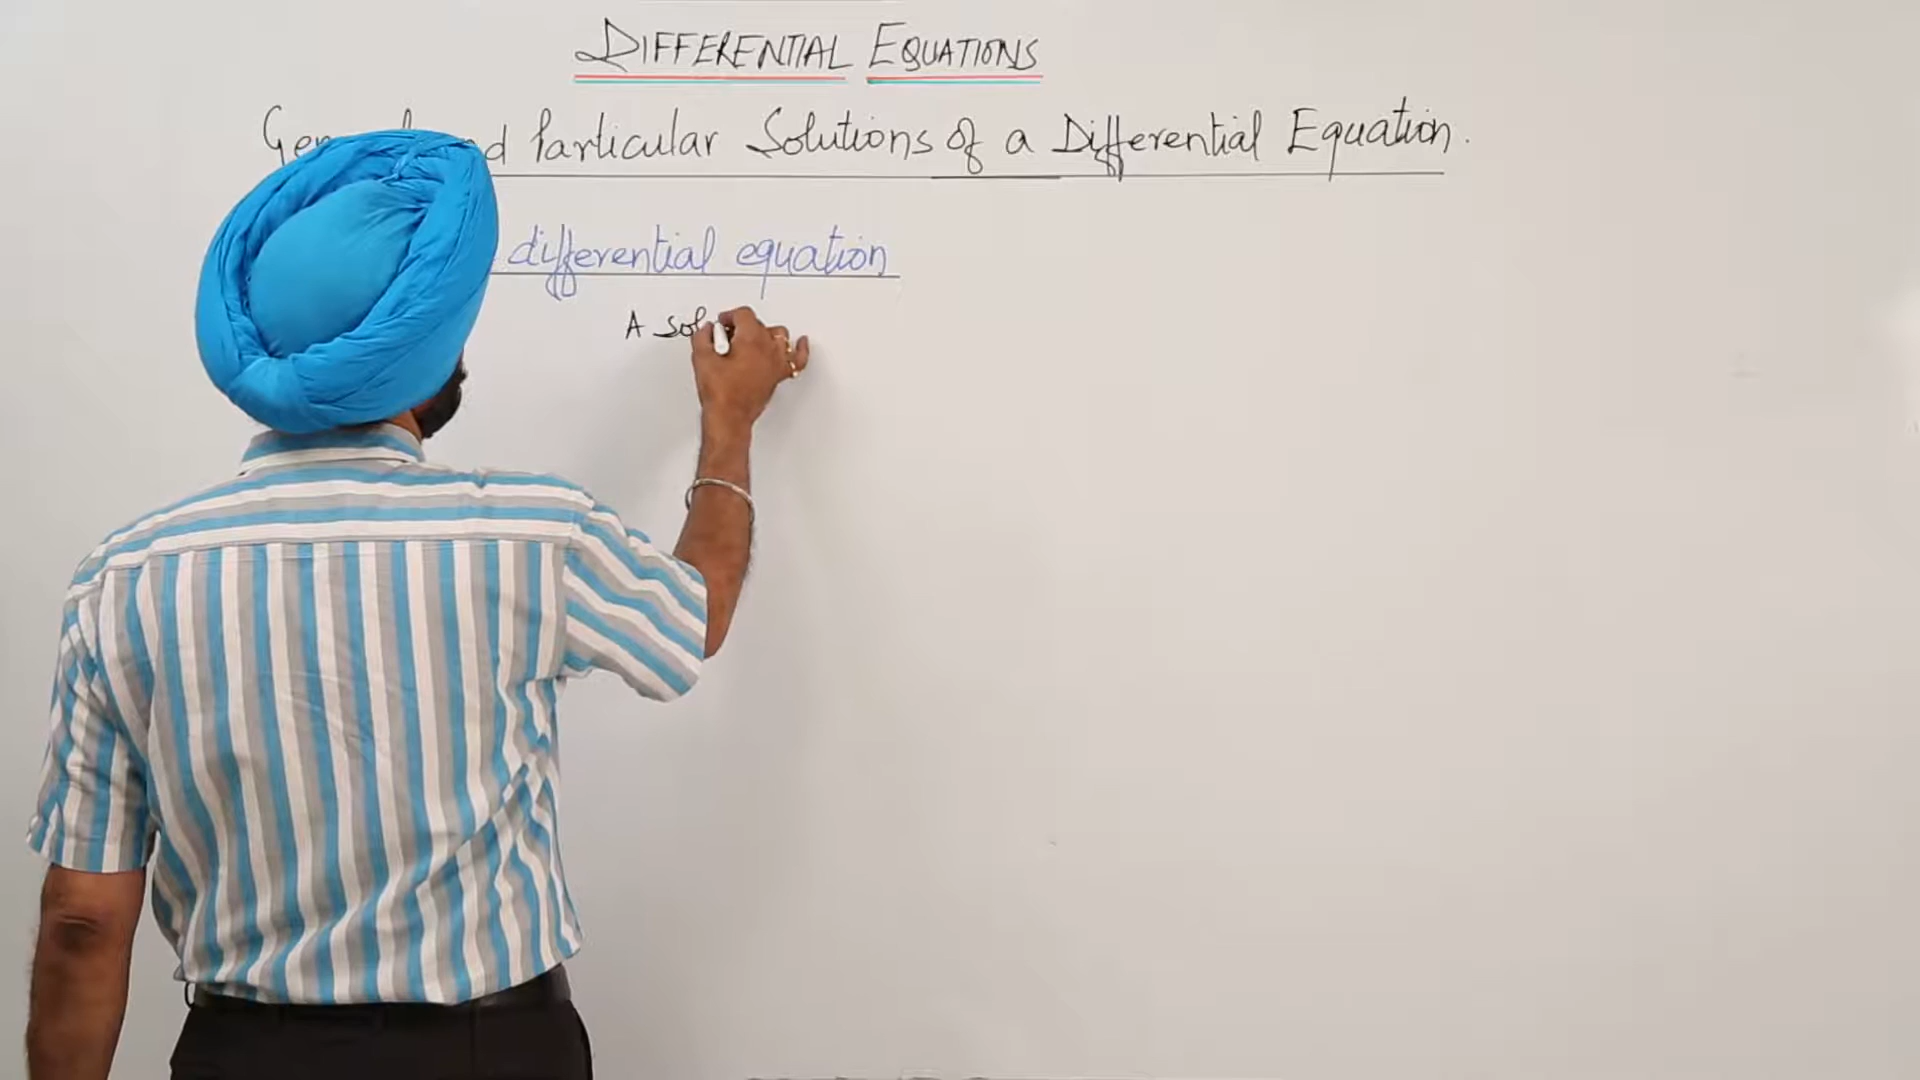 DIFFERENTIAL EQUATIONS
Particular Solutions of a Differential Equation.
differential equation
A